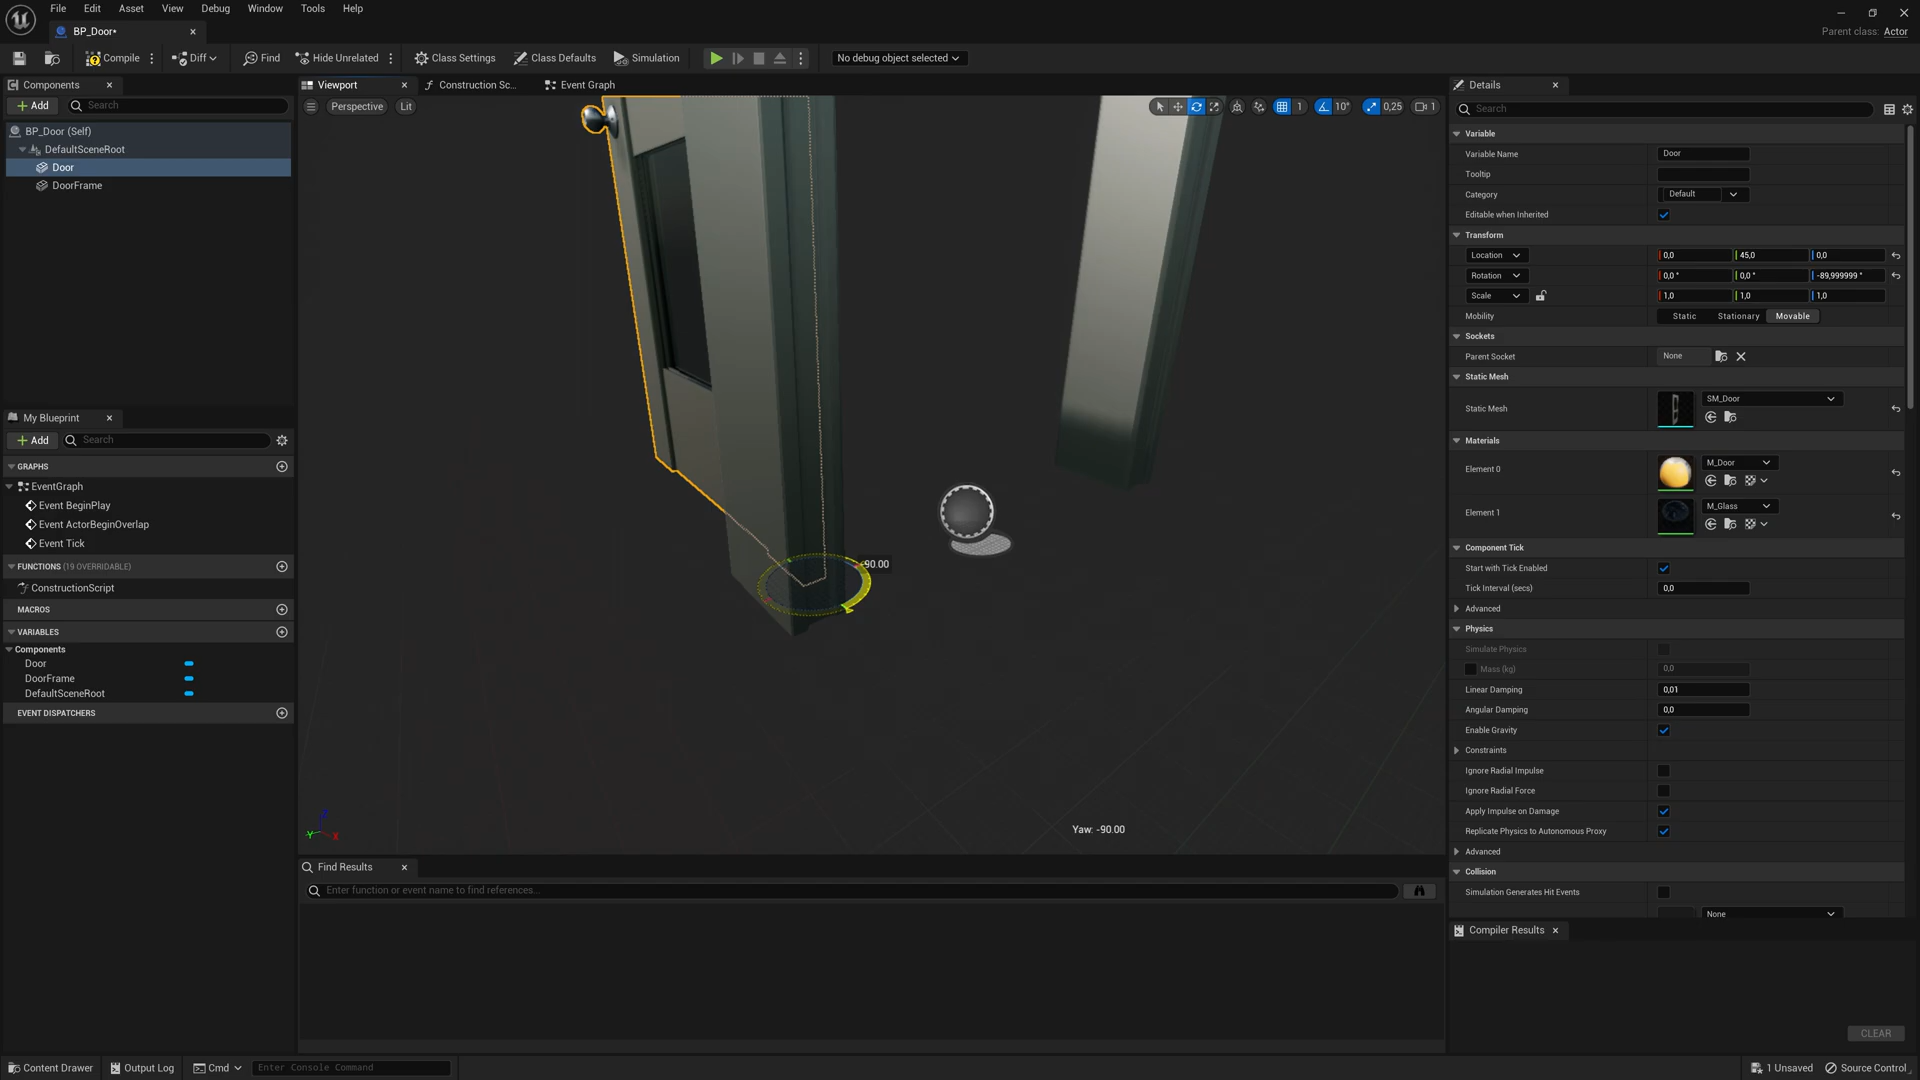 File Edit Asset View Debug Window Tools Help
BP_Door*
Parent class: Actor
Compile Diff Find Hide Unrelated Class Settings Class Defaults Simulation No debug object selected
Components
Add Search
BP_Door (Self)
DefaultSceneRoot
Door
DoorFrame
My Blueprint
Add Search
GRAPHS
EventGraph
Event BeginPlay
Event ActorBeginOverlap
Event Tick
FUNCTIONS (19 OVERRIDABLE)
ConstructionScript
MACROS
VARIABLES
Components
Door
DoorFrame
DefaultSceneRoot
EVENT DISPATCHERS
Viewport Construction Sc... Event Graph
Perspective Lit 1 10° 0,25 1
-90.00
Yaw: -90.00
Find Results
Enter function or event name to find references...
Details
Search
Variable
Variable Name Door
Tooltip
Category Default
Editable when Inherited
Transform
Location 0,0 45,0 0,0
Rotation 0,0 ° 0,0 ° -89,999999 °
Scale 1,0 1,0 1,0
Mobility Static Stationary Movable
Sockets
Parent Socket None
Static Mesh
Static Mesh SM_Door
Materials
Element 0 M_Door
Element 1 M_Glass
Component Tick
Start with Tick Enabled
Tick Interval (secs) 0,0
Advanced
Physics
Simulate Physics
Mass (kg) 0,0
Linear Damping 0,01
Angular Damping 0,0
Enable Gravity
Constraints
Ignore Radial Impulse
Ignore Radial Force
Apply Impulse on Damage
Replicate Physics to Autonomous Proxy
Advanced
Collision
Simulation Generates Hit Events
None
Compiler Results
CLEAR
Content Drawer Output Log Cmd Enter Console Command 1 Unsaved Source Control